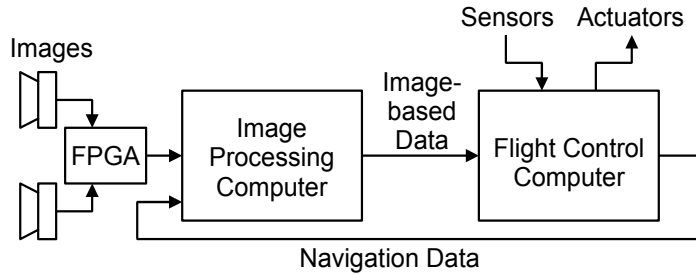 Images
Sensors
Actuators
FPGA
Image
Processing
Computer
Image-
based
Data
Flight Control
Computer
Navigation Data